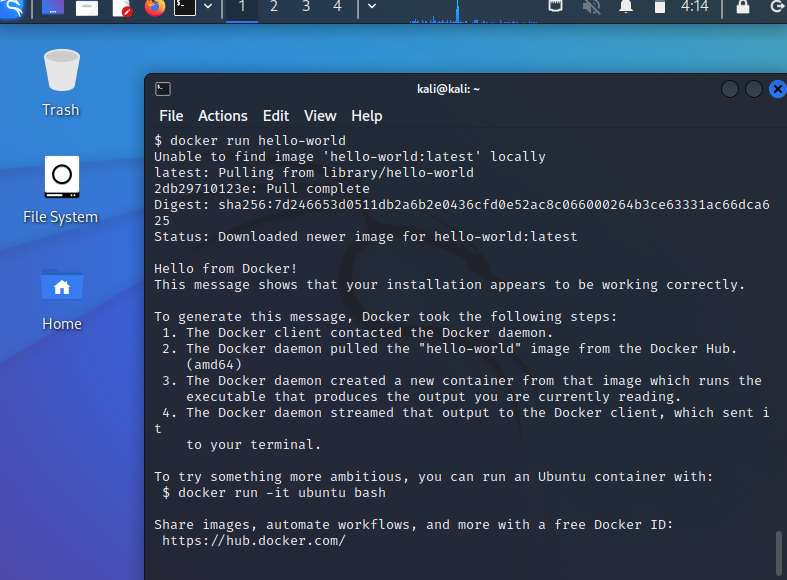 1 2 3 4 4:14
Trash
File System
Home
kali@kali: ~
File Actions Edit View Help
$ docker run hello-world
Unable to find image 'hello-world:latest' locally
latest: Pulling from library/hello-world
2db29710123e: Pull complete
Digest: sha256:7d246653d0511db2a6b2e0436cfd0e52ac8c066000264b3ce63331ac66dca6
25
Status: Downloaded newer image for hello-world:latest
Hello from Docker!
This message shows that your installation appears to be working correctly.
To generate this message, Docker took the following steps:
1. The Docker client contacted the Docker daemon.
2. The Docker daemon pulled the "hello-world" image from the Docker Hub.
(amd64)
3. The Docker daemon created a new container from that image which runs the
executable that produces the output you are currently reading.
4. The Docker daemon streamed that output to the Docker client, which sent i
t
to your terminal.
To try something more ambitious, you can run an Ubuntu container with:
$ docker run -it ubuntu bash
Share images, automate workflows, and more with a free Docker ID:
https://hub.docker.com/